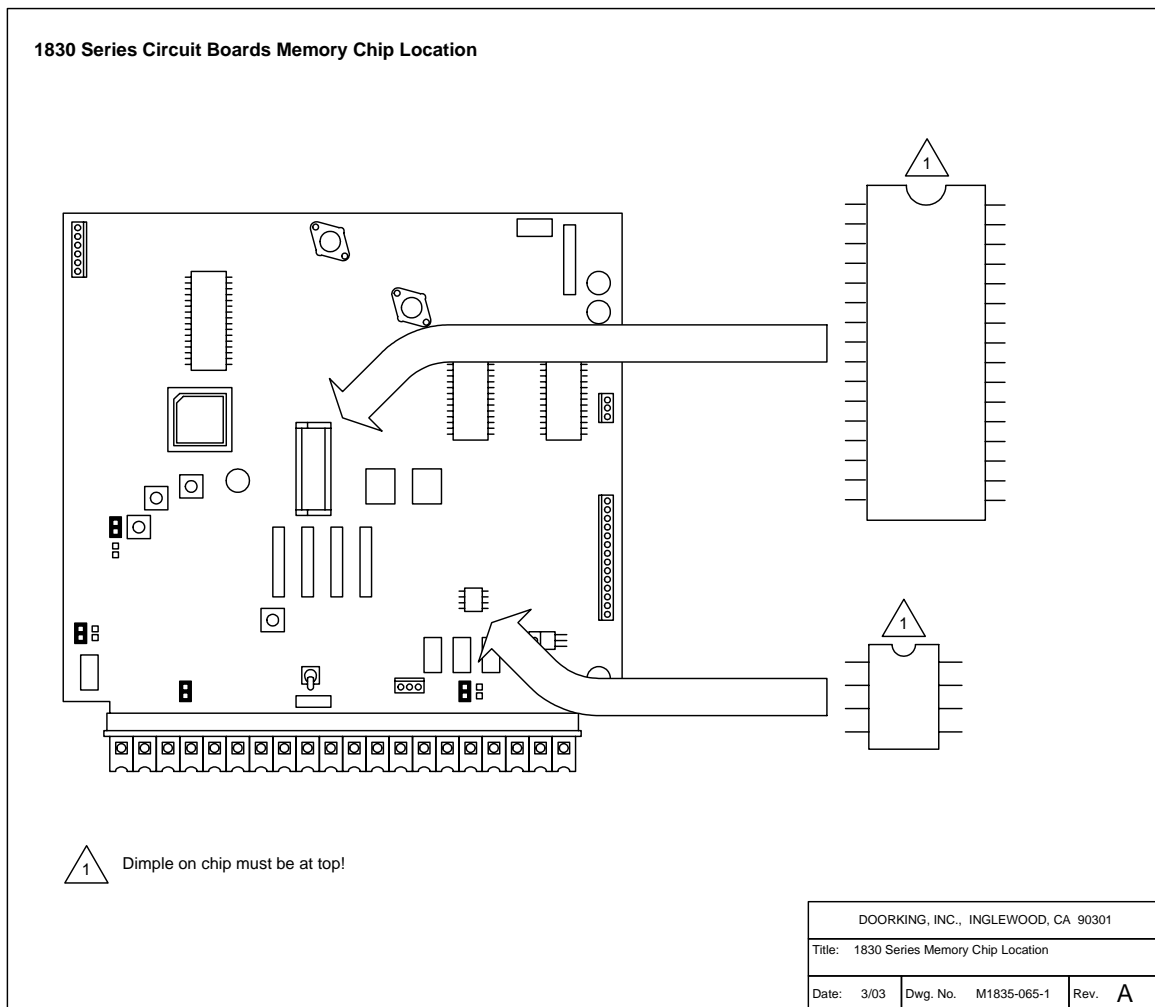 1830 Series Circuit Boards Memory Chip Location
1
1
1 Dimple on chip must be at top!
DOORKING, INC., INGLEWOOD, CA 90301
Title: 1830 Series Memory Chip Location
Date: 3/03 Dwg. No. M1835-065-1 Rev. A